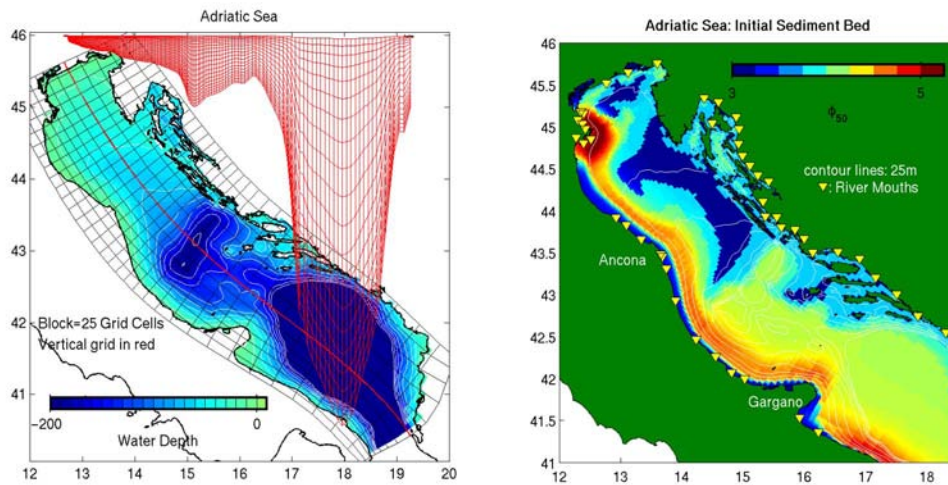 Adriatic Sea
46
45
44
43
42
41
Block=25 Grid Cells
Vertical grid in red
-200
0
Water Depth
12 13 14 15 16 17 18 19 20
Adriatic Sea: Initial Sediment Bed
46
45.5
45
44.5
44
43.5
43
42.5
42
41.5
41
3
5
ϕ50
contour lines: 25m
: River Mouths
Ancona
Gargano
12 13 14 15 16 17 18